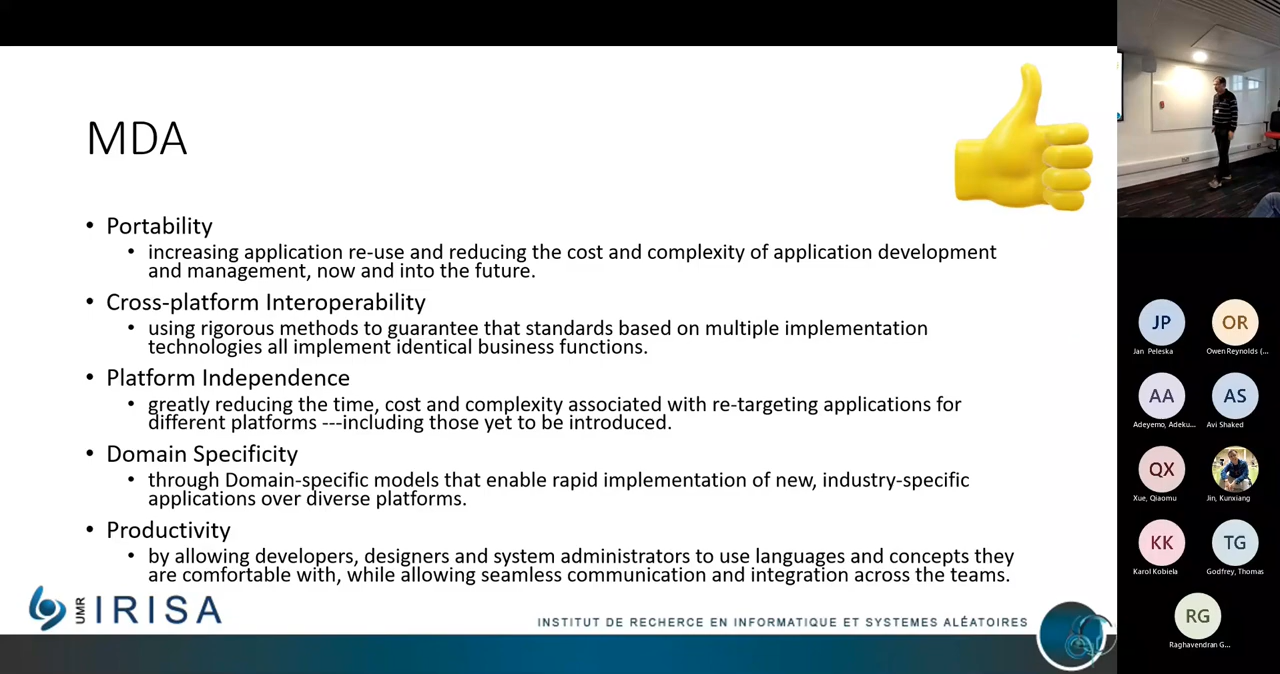 MDA
• Portability
• increasing application re-use and reducing the cost and complexity of application development
and management, now and into the future.
• Cross-platform Interoperability
• using rigorous methods to guarantee that standards based on multiple implementation
technologies all implement identical business functions.
• Platform Independence
• greatly reducing the time, cost and complexity associated with re-targeting applications for
different platforms ---including those yet to be introduced.
• Domain Specificity
• through Domain-specific models that enable rapid implementation of new, industry-specific
applications over diverse platforms.
• Productivity
• by allowing developers, designers and system administrators to use languages and concepts they
are comfortable with, while allowing seamless communication and integration across the teams.
UMR IRISA
INSTITUT DE RECHERCE EN INFORMATIQUE ET SYSTEMES ALÉATOIRES
JP OR
Jan Peleska Owen Reynolds (...
AA AS
Adeyemo, Adeku... Avi Shaked
QX
Xue, Qiaomu Jin, Kunxiang
KK TG
Karol Kobiela Godfrey, Thomas
RG
Raghavendran G...